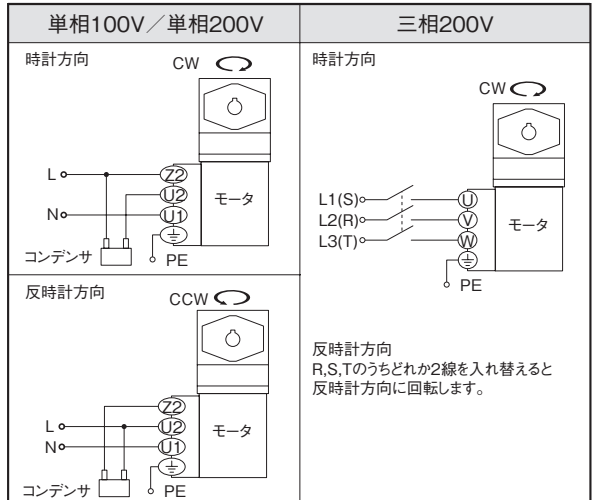 単相100V／単相200V
時計方向
CW
L
N
Z2
U2
U1
モータ
コンデンサ
PE
反時計方向
CCW
L
N
Z2
U2
U1
モータ
コンデンサ
PE
三相200V
時計方向
CW
L1(S)
L2(R)
L3(T)
U
V
W
モータ
PE
反時計方向
R,S,Tのうちどれか2線を入れ替えると
反時計方向に回転します。